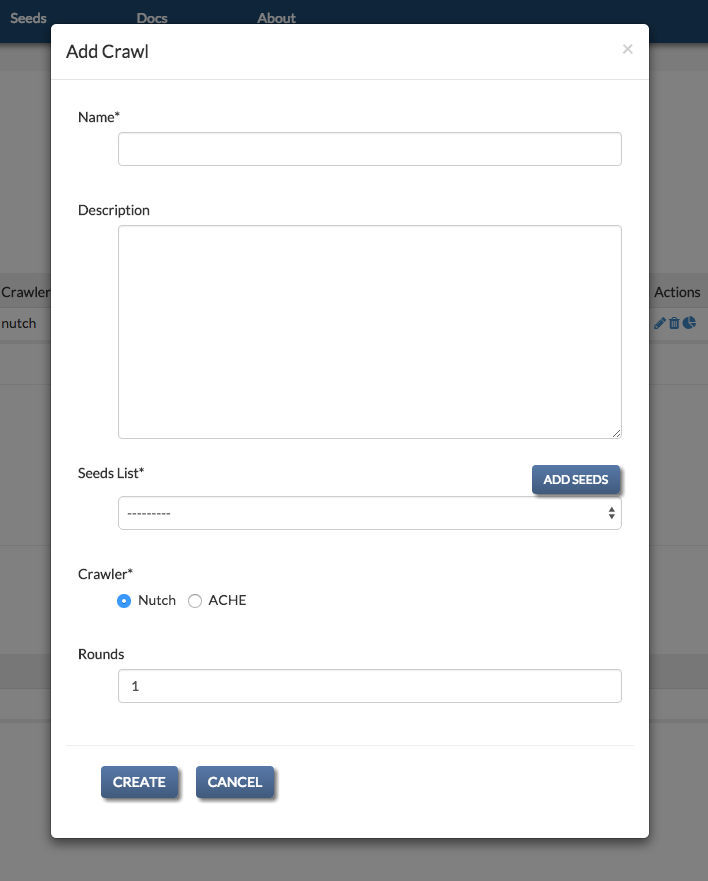 Seeds Docs About
Add Crawl ×
Name*
Description
Crawler Actions
nutch
Seeds List* ADD SEEDS
---------
Crawler*
Nutch ACHE
Rounds
1
CREATE CANCEL